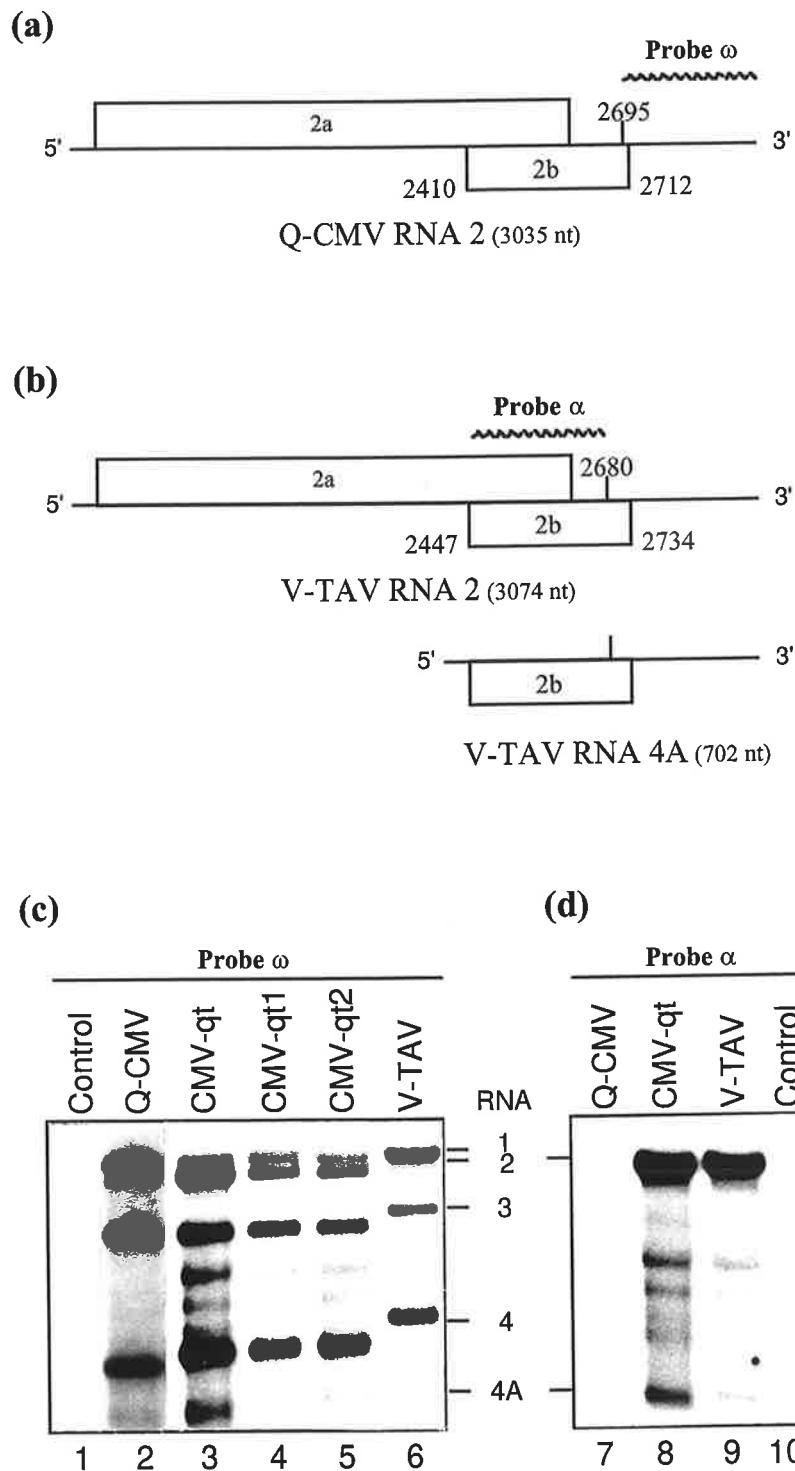 (a)
Probe ω
2a
2695
5'
3'
2410
2b
2712
Q-CMV RNA 2 (3035 nt)
(b)
Probe α
2a
2680
5'
3'
2447
2b
2734
V-TAV RNA 2 (3074 nt)
5'
3'
2b
V-TAV RNA 4A (702 nt)
(c)
(d)
Probe ω
Probe α
Control
Q-CMV
CMV-qt
CMV-qt1
CMV-qt2
V-TAV
RNA
Q-CMV
CMV-qt
V-TAV
Control
1
2
3
4
4A
1 2 3 4 5 6
7 8 9 10